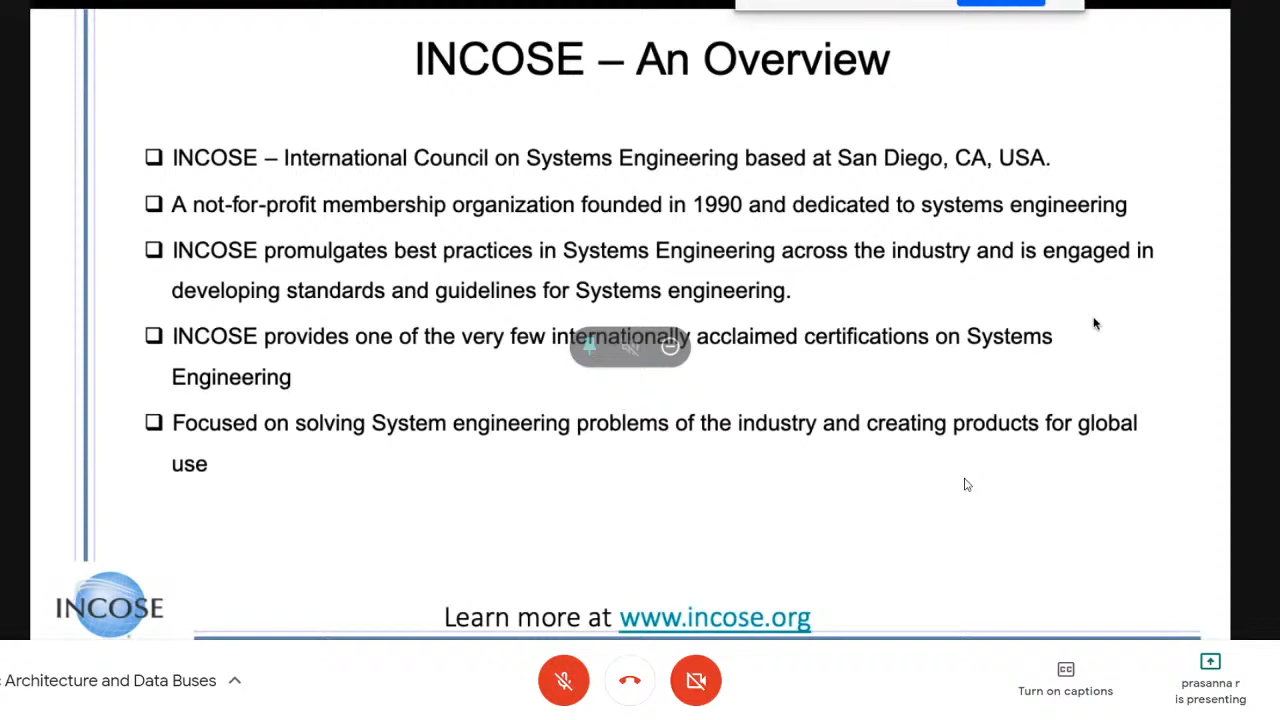 INCOSE – An Overview
❑ INCOSE – International Council on Systems Engineering based at San Diego, CA, USA.
❑ A not-for-profit membership organization founded in 1990 and dedicated to systems engineering
❑ INCOSE promulgates best practices in Systems Engineering across the industry and is engaged in
developing standards and guidelines for Systems engineering.
❑ INCOSE provides one of the very few internationally acclaimed certifications on Systems
Engineering
❑ Focused on solving System engineering problems of the industry and creating products for global
use
INCOSE
Learn more at www.incose.org
Architecture and Data Buses
CC
Turn on captions
prasanna r
is presenting